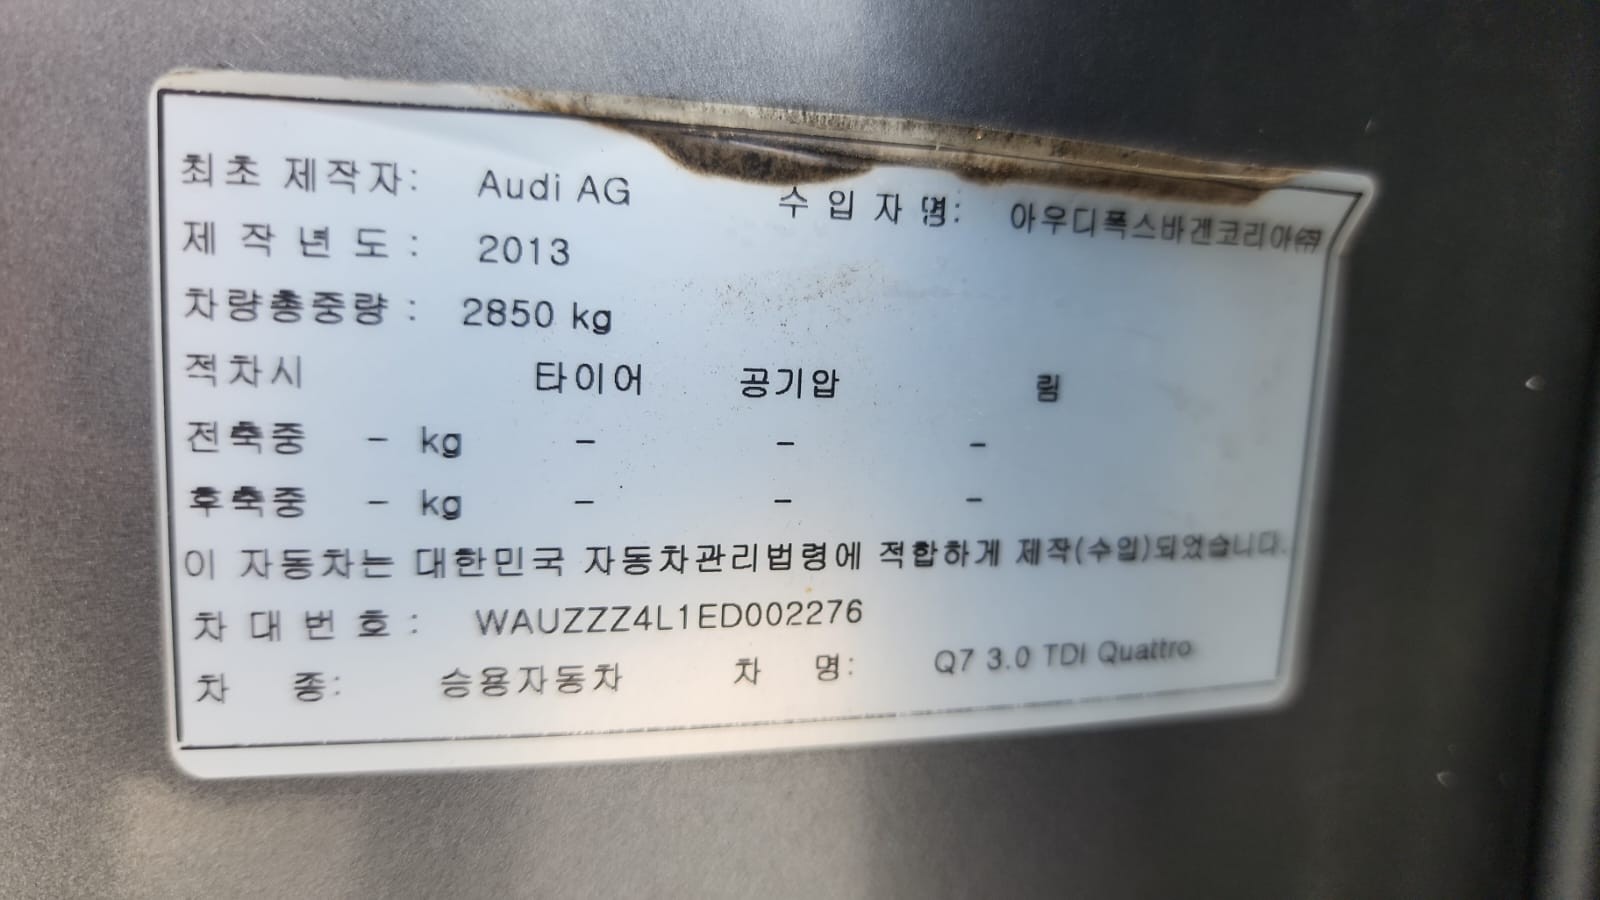 최초 제작자: Audi AG 수 입 자 명: 아우디폭스바겐코리아㈜
제 작 년 도 : 2013
차량총중량 : 2850 kg
적차시 타이어 공기압 림
전축중 - kg - - -
후축중 - kg - - -
이 자동차는 대한민국 자동차관리법령에 적합하게 제작(수입)되었습니다.
차 대 번 호 : WAUZZZ4L1ED002276
차 종: 승용자동차 차 명: Q7 3.0 TDI Quattro